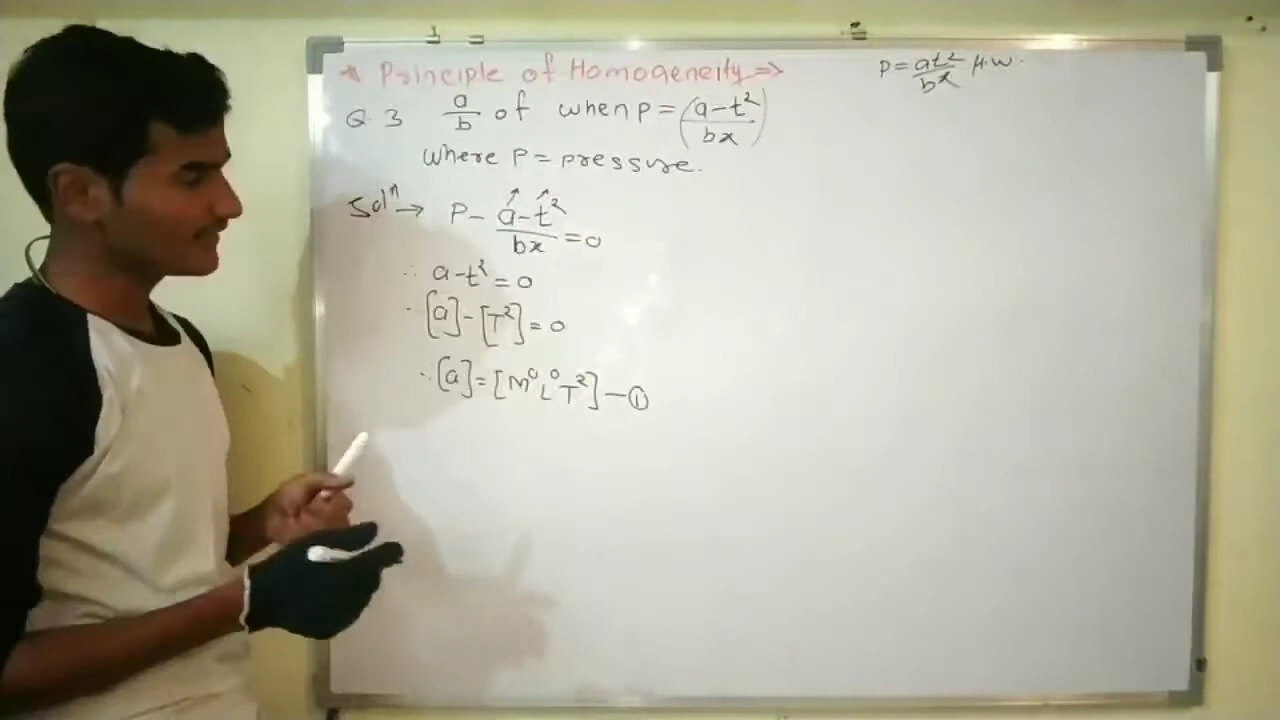 * Principle of Homogeneity ⇒
P = at²/bx H.W.
Q. 3 a/b of when P = (a-t²/bx)
where P = pressure.
Solⁿ → P - a-t²/bx = 0
∴ a-t² = 0
∴ [a] - [T²] = 0
∴ [a] = [M⁰L⁰T²] — ①